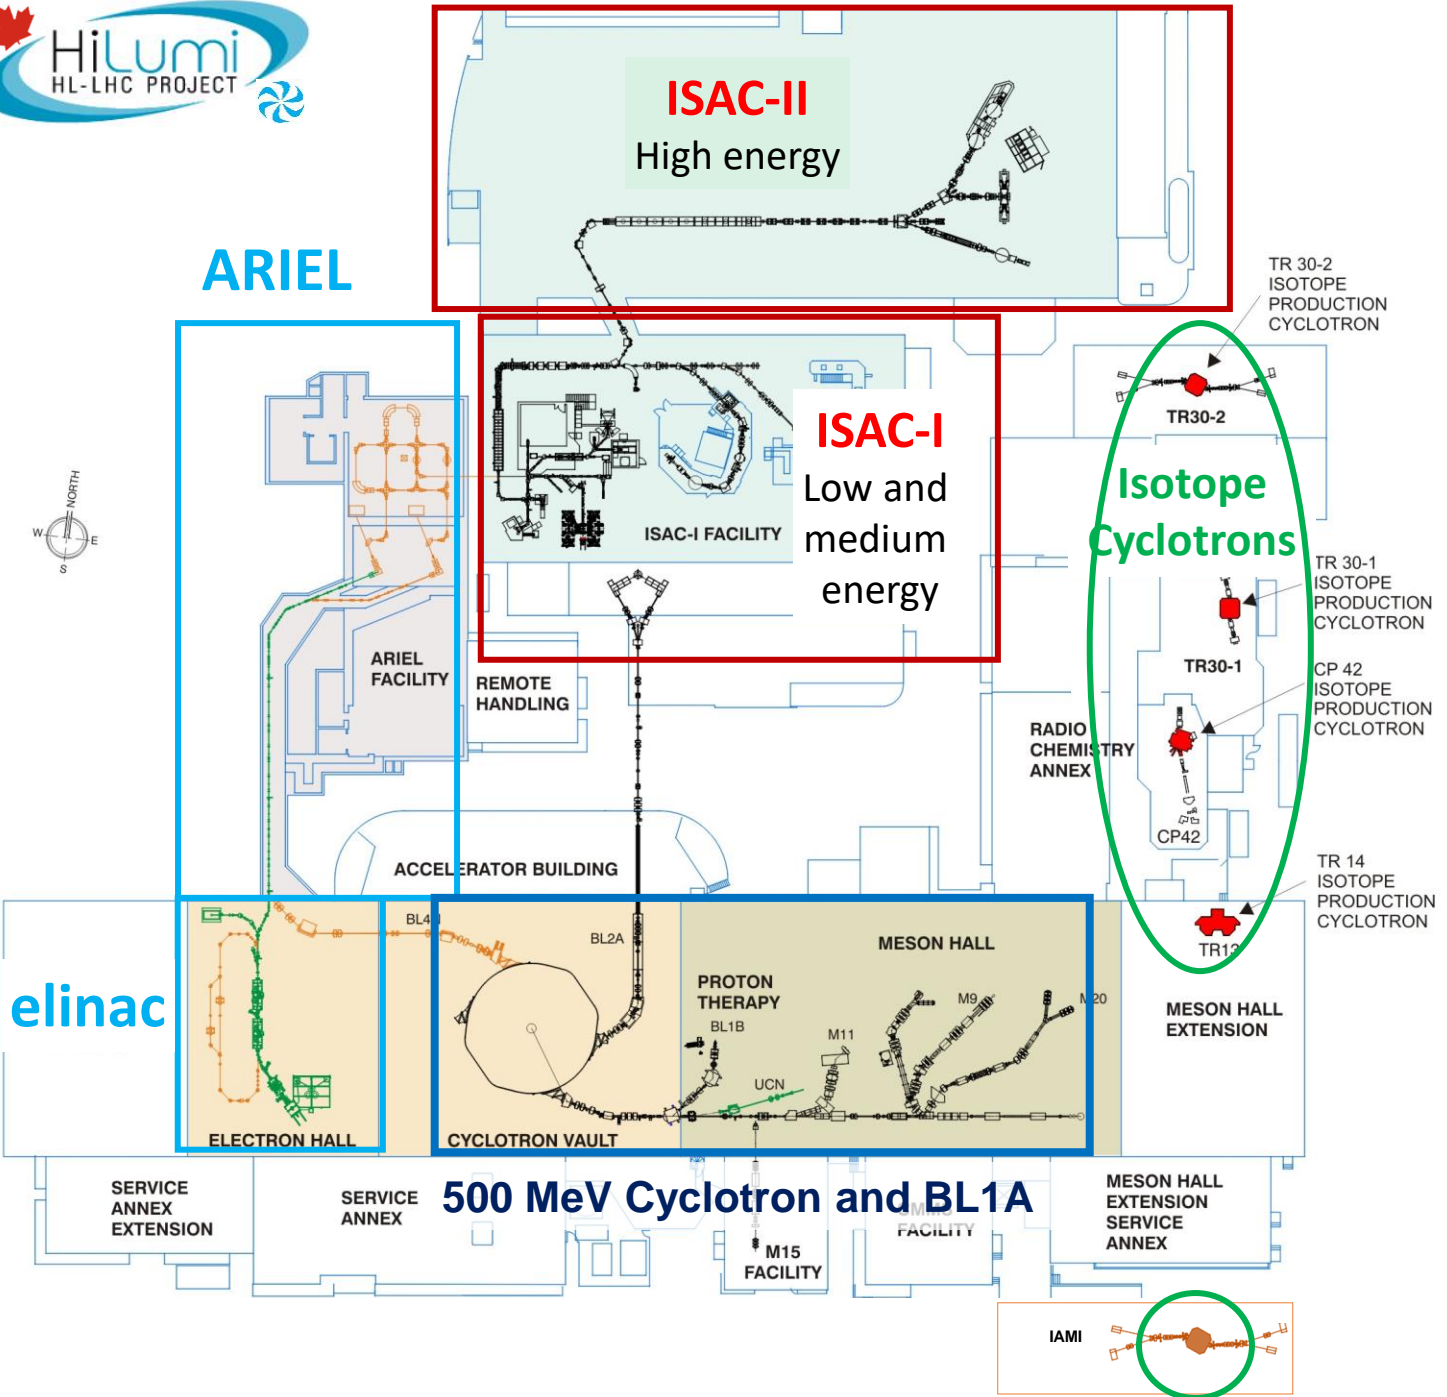 HiLumi
HL-LHC PROJECT
ISAC-II
High energy
ARIEL
TR 30-2
ISOTOPE
PRODUCTION
CYCLOTRON
TR30-2
ISAC-I
Low and
medium
energy
ISAC-I FACILITY
Isotope
Cyclotrons
NORTH
W
E
S
TR 30-1
ISOTOPE
PRODUCTION
CYCLOTRON
TR30-1
ARIEL
FACILITY
REMOTE
HANDLING
CP 42
ISOTOPE
PRODUCTION
CYCLOTRON
RADIO
CHEMISTRY
ANNEX
CP42
ACCELERATOR BUILDING
TR 14
ISOTOPE
PRODUCTION
CYCLOTRON
TR13
BL4N
BL2A
MESON HALL
elinac
PROTON
THERAPY
BL1B
M11
M9
M20
UCN
MESON HALL
EXTENSION
ELECTRON HALL
CYCLOTRON VAULT
500 MeV Cyclotron and BL1A
SERVICE
ANNEX
EXTENSION
SERVICE
ANNEX
M15
FACILITY
FACILITY
MESON HALL
EXTENSION
SERVICE
ANNEX
IAMI